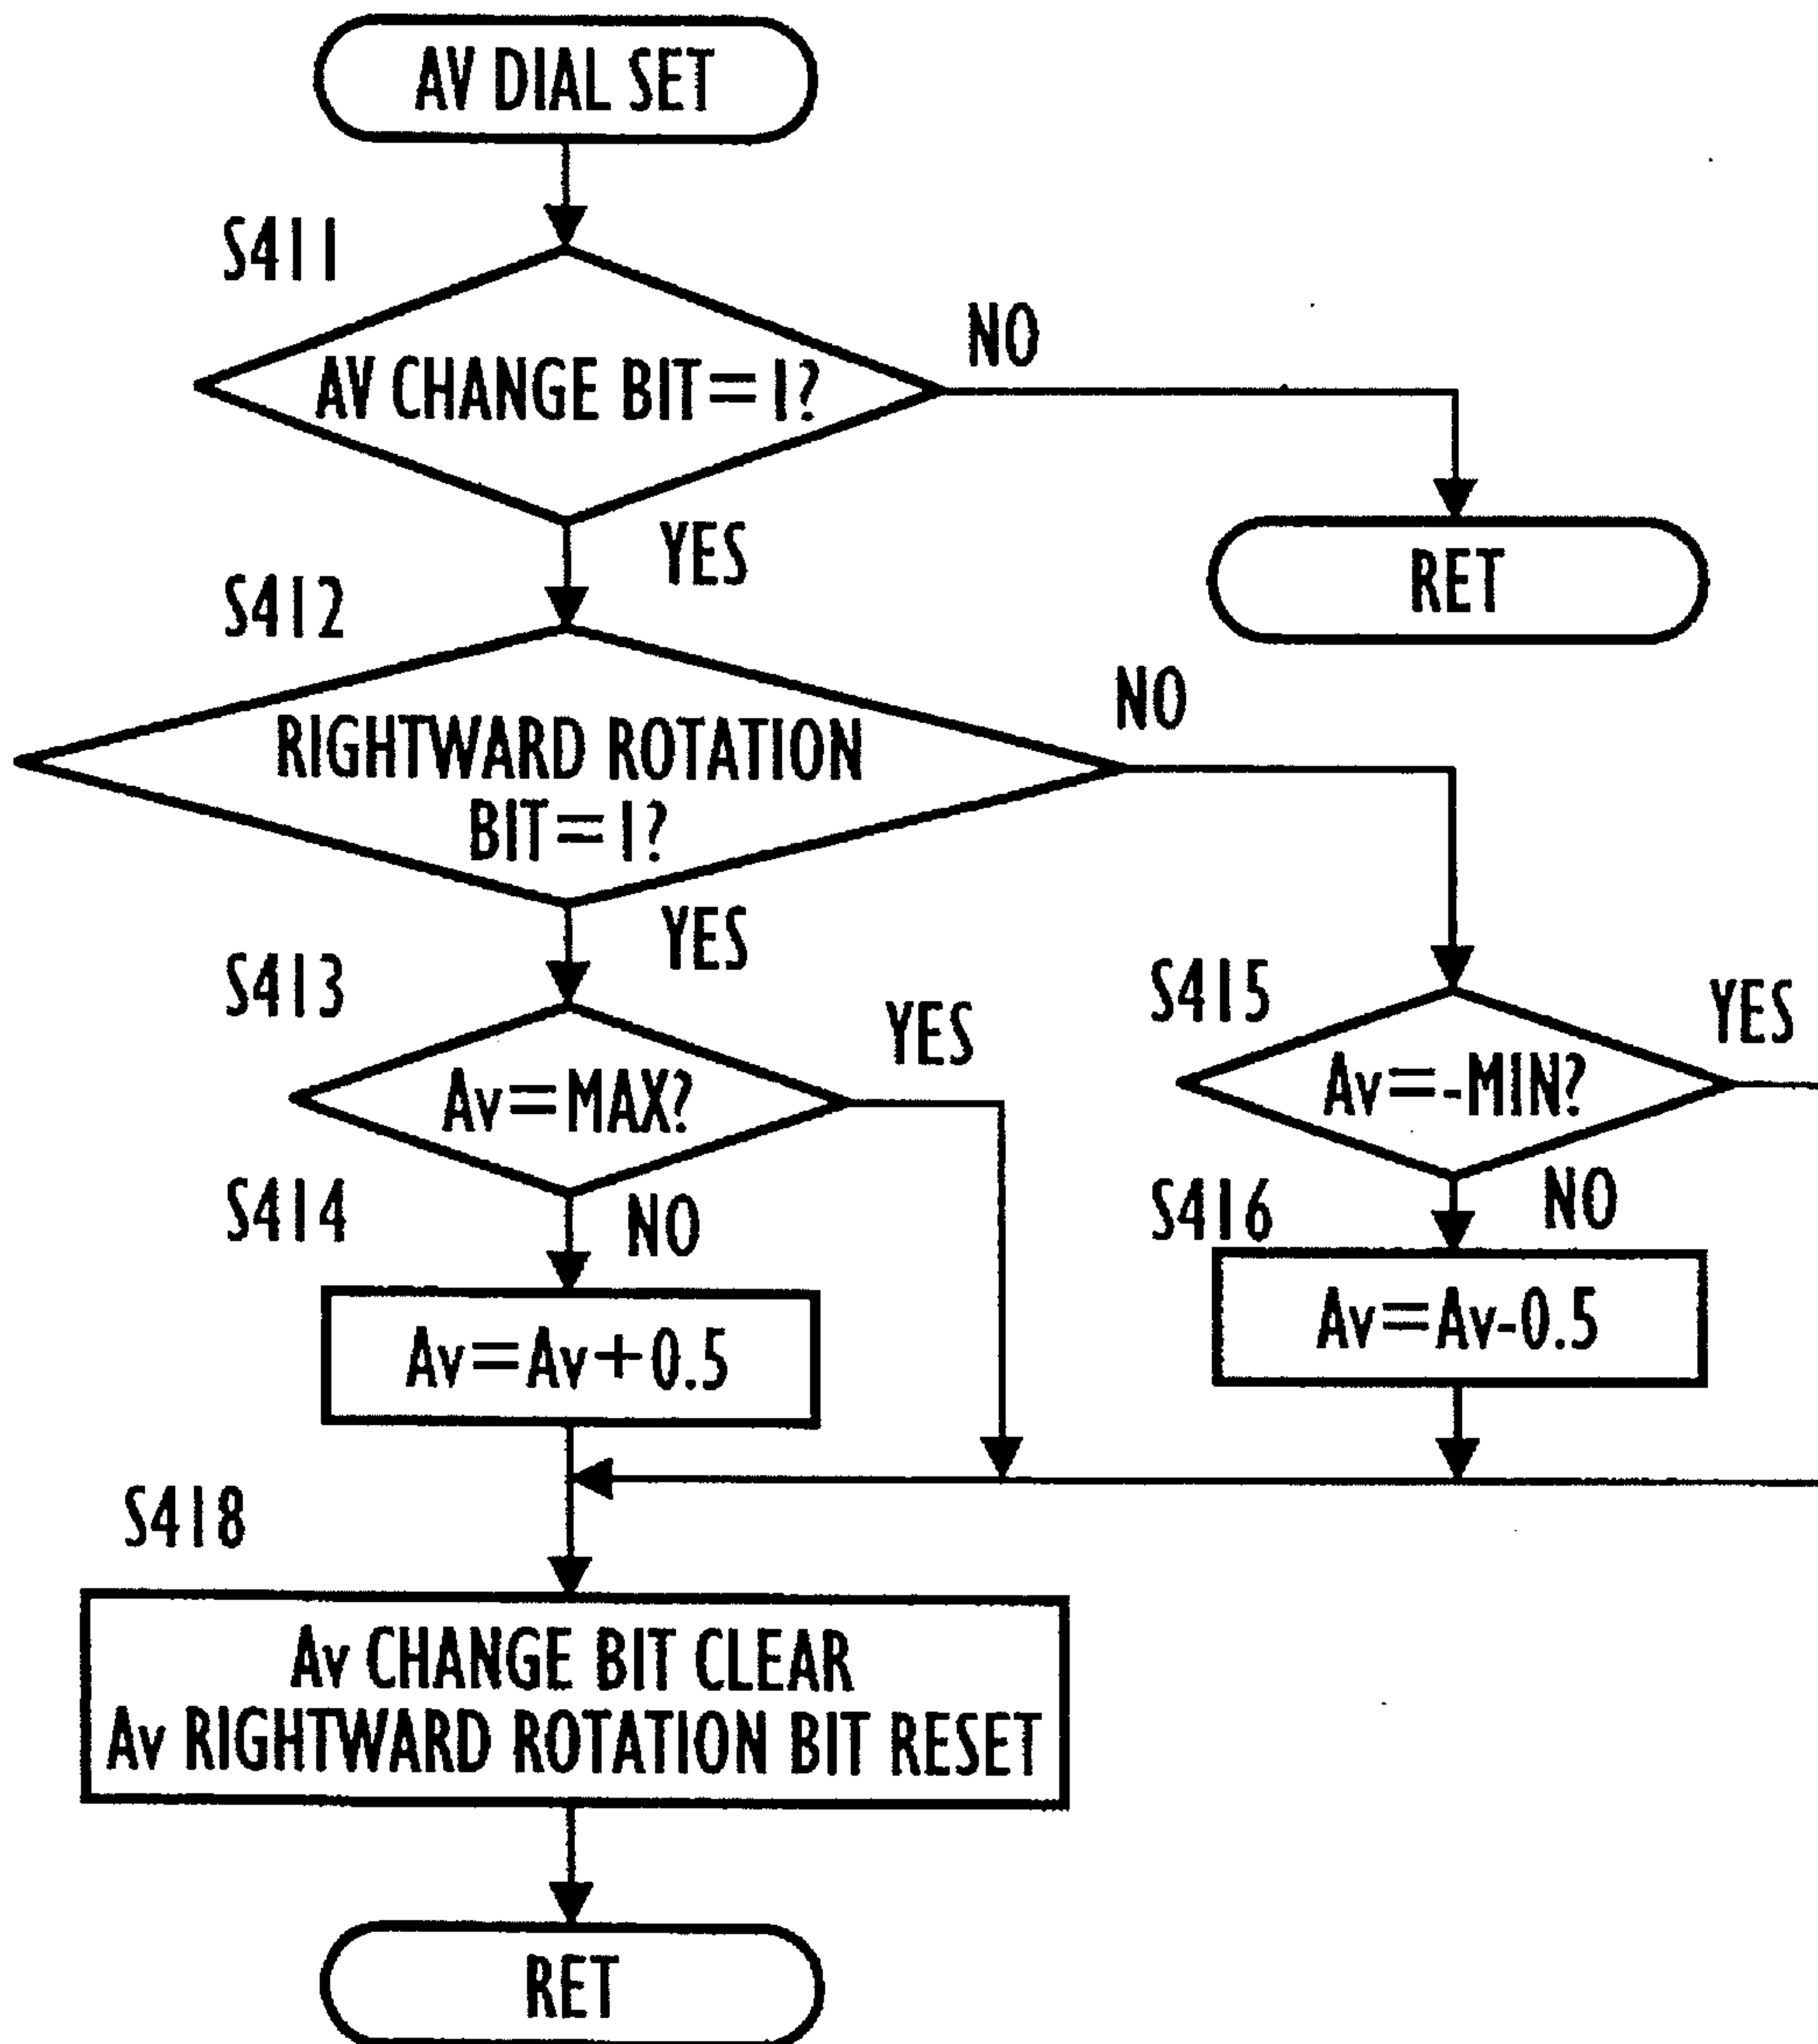 AV DIAL SET
S411
AV CHANGE BIT=1?
NO
YES
RET
S412
RIGHTWARD ROTATION
BIT=1?
NO
YES
S413
Av=MAX?
YES
S415
Av=-MIN?
YES
S414
NO
Av=Av+0.5
S416
NO
Av=Av-0.5
S418
Av CHANGE BIT CLEAR
Av RIGHTWARD ROTATION BIT RESET
RET